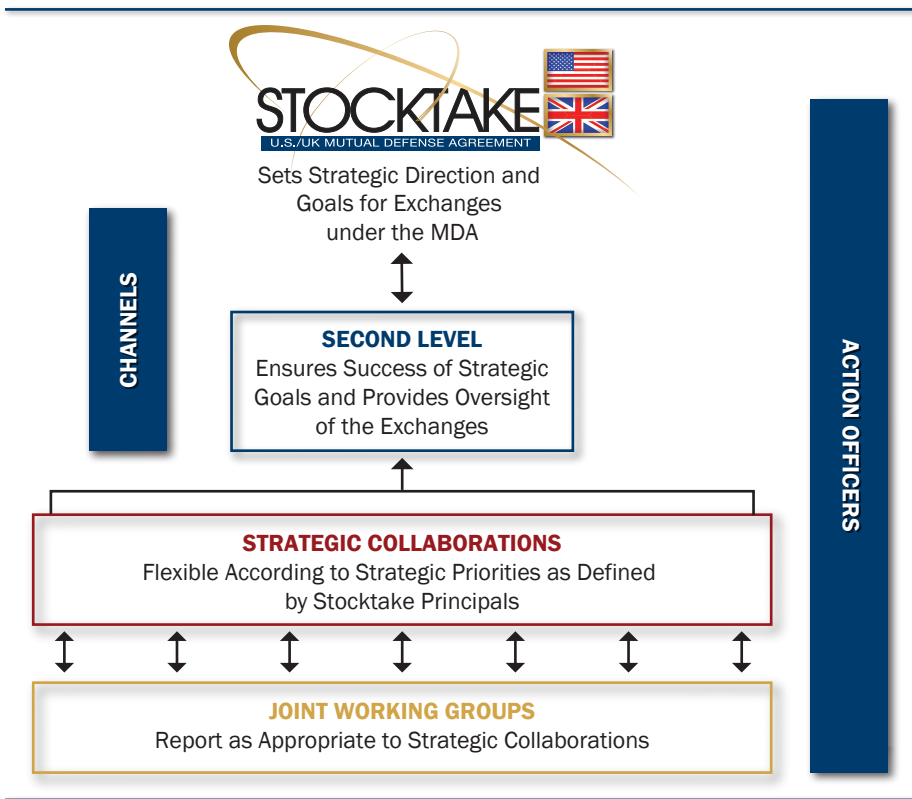 STOCKTAKE
U.S./UK MUTUAL DEFENSE AGREEMENT
Sets Strategic Direction and
Goals for Exchanges
under the MDA
CHANNELS
SECOND LEVEL
Ensures Success of Strategic
Goals and Provides Oversight
of the Exchanges
ACTION OFFICERS
STRATEGIC COLLABORATIONS
Flexible According to Strategic Priorities as Defined
by Stocktake Principals
JOINT WORKING GROUPS
Report as Appropriate to Strategic Collaborations